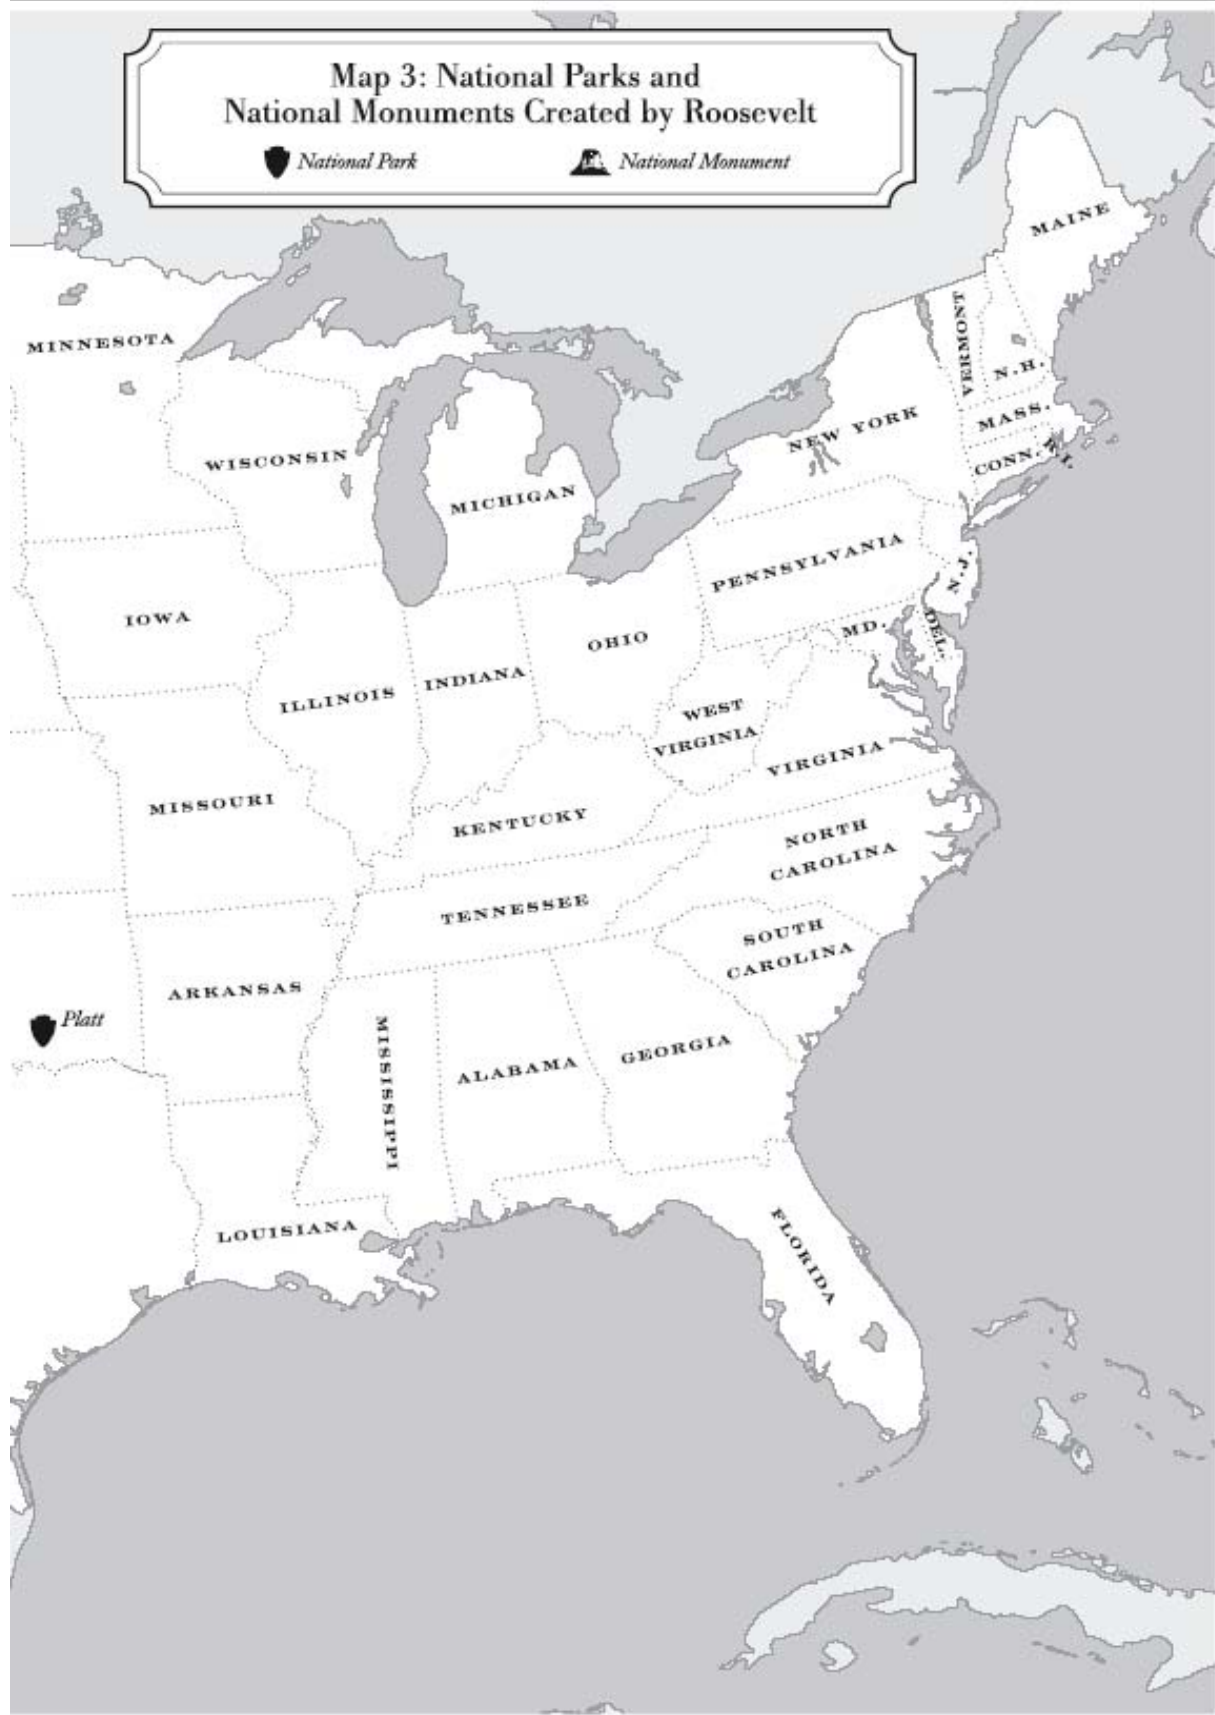 Map 3: National Parks and
National Monuments Created by Roosevelt
National Park
National Monument
MAINE
MINNESOTA
VERMONT
N.H.
MASS.
NEW YORK
WISCONSIN
CONN.
R.I.
MICHIGAN
PENNSYLVANIA
N.J.
IOWA
OHIO
MD.
DEL.
ILLINOIS
INDIANA
WEST
VIRGINIA
VIRGINIA
MISSOURI
KENTUCKY
NORTH
CAROLINA
TENNESSEE
SOUTH
CAROLINA
ARKANSAS
Platt
MISSISSIPPI
ALABAMA
GEORGIA
LOUISIANA
FLORIDA